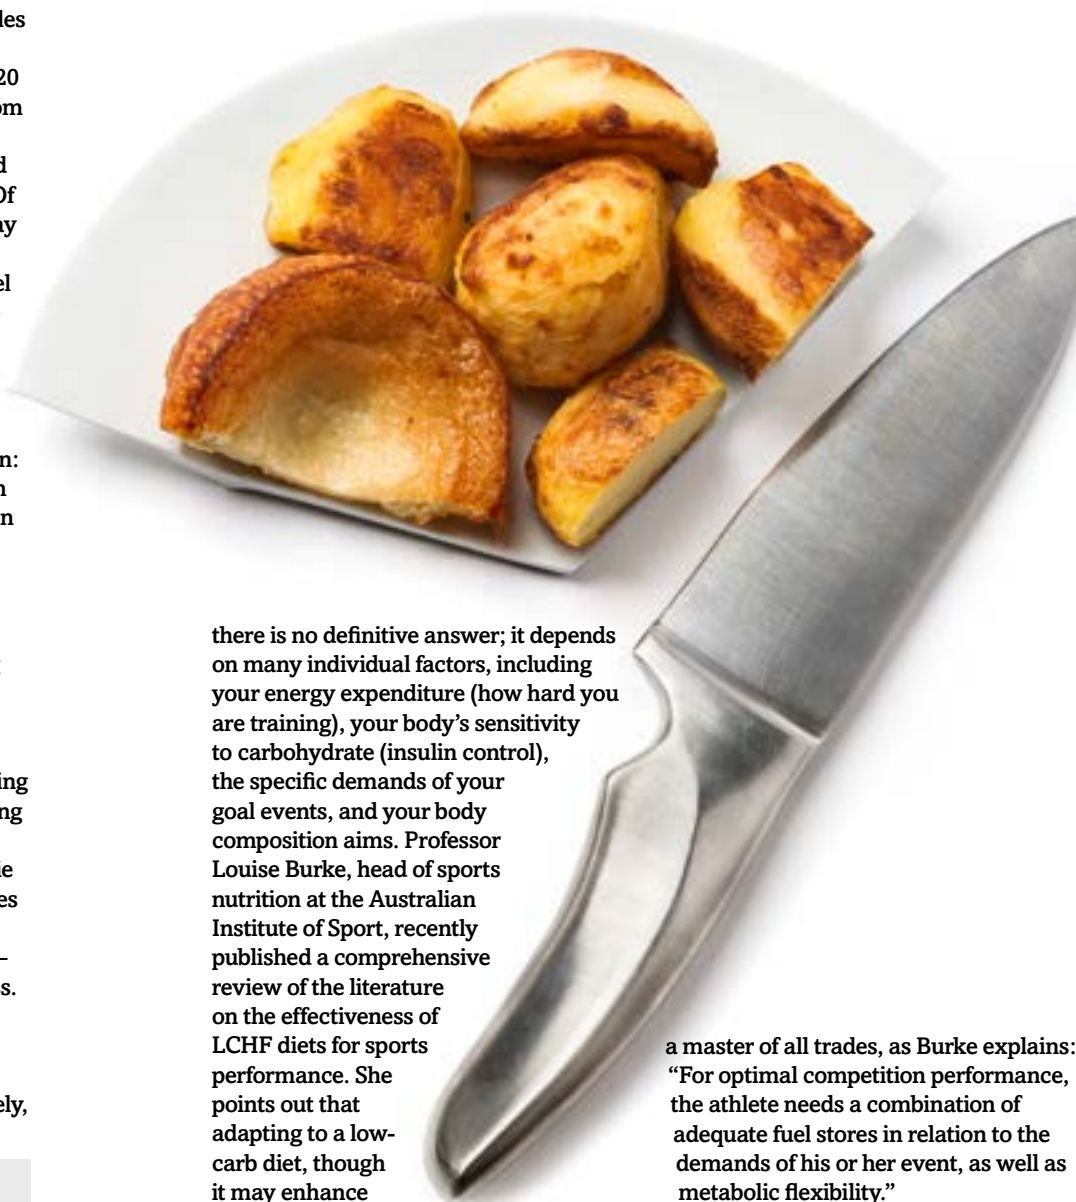 20
there is no definitive answer; it depends
on many individual factors, including
your energy expenditure (how hard you
are training), your body’s sensitivity
to carbohydrate (insulin control),
the specific demands of your
goal events, and your body
composition aims. Professor
Louise Burke, head of sports
nutrition at the Australian
Institute of Sport, recently
published a comprehensive
review of the literature
on the effectiveness of
LCHF diets for sports
performance. She
points out that
adapting to a low-
carb diet, though
it may enhance
a master of all trades, as Burke explains:
“For optimal competition performance,
the athlete needs a combination of
adequate fuel stores in relation to the
demands of his or her event, as well as
metabolic flexibility.”